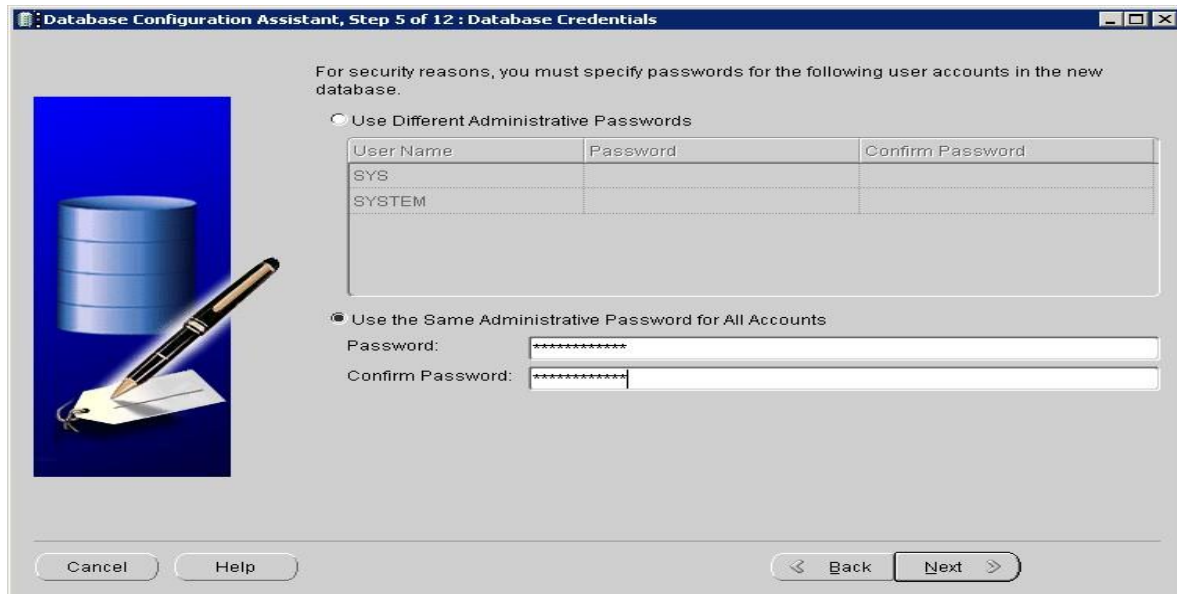 Database Configuration Assistant, Step 5 of 12 : Database Credentials
For security reasons, you must specify passwords for the following user accounts in the new
database.
Use Different Administrative Passwords
User Name Password Confirm Password
SYS
SYSTEM
Use the Same Administrative Password for All Accounts
Password: ************
Confirm Password: ************
Cancel Help Back Next